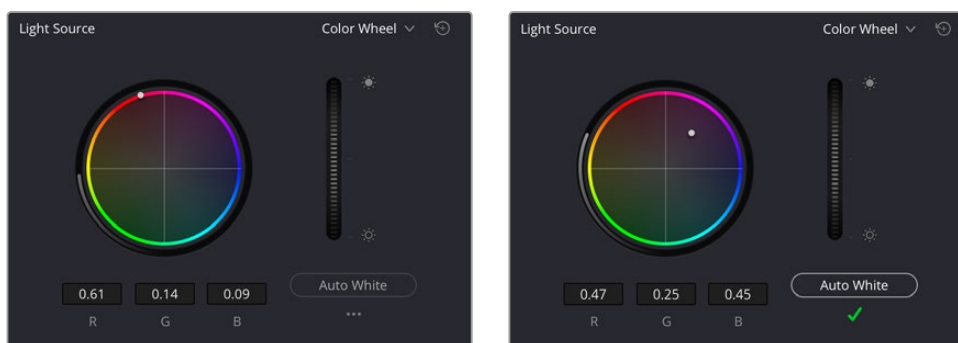 Light Source Color Wheel
0.61 0.14 0.09
R G B
Auto White
Light Source Color Wheel
0.47 0.25 0.45
R G B
Auto White